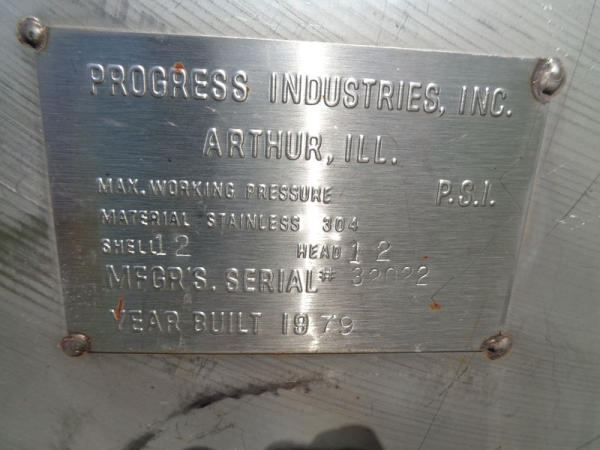 PROGRESS INDUSTRIES, INC.
ARTHUR, ILL.
MAX. WORKING PRESSURE P.S.I.
MATERIAL STAINLESS 304
SHELL 12 HEAD 12
MFGR'S. SERIAL # 32022
YEAR BUILT 1979